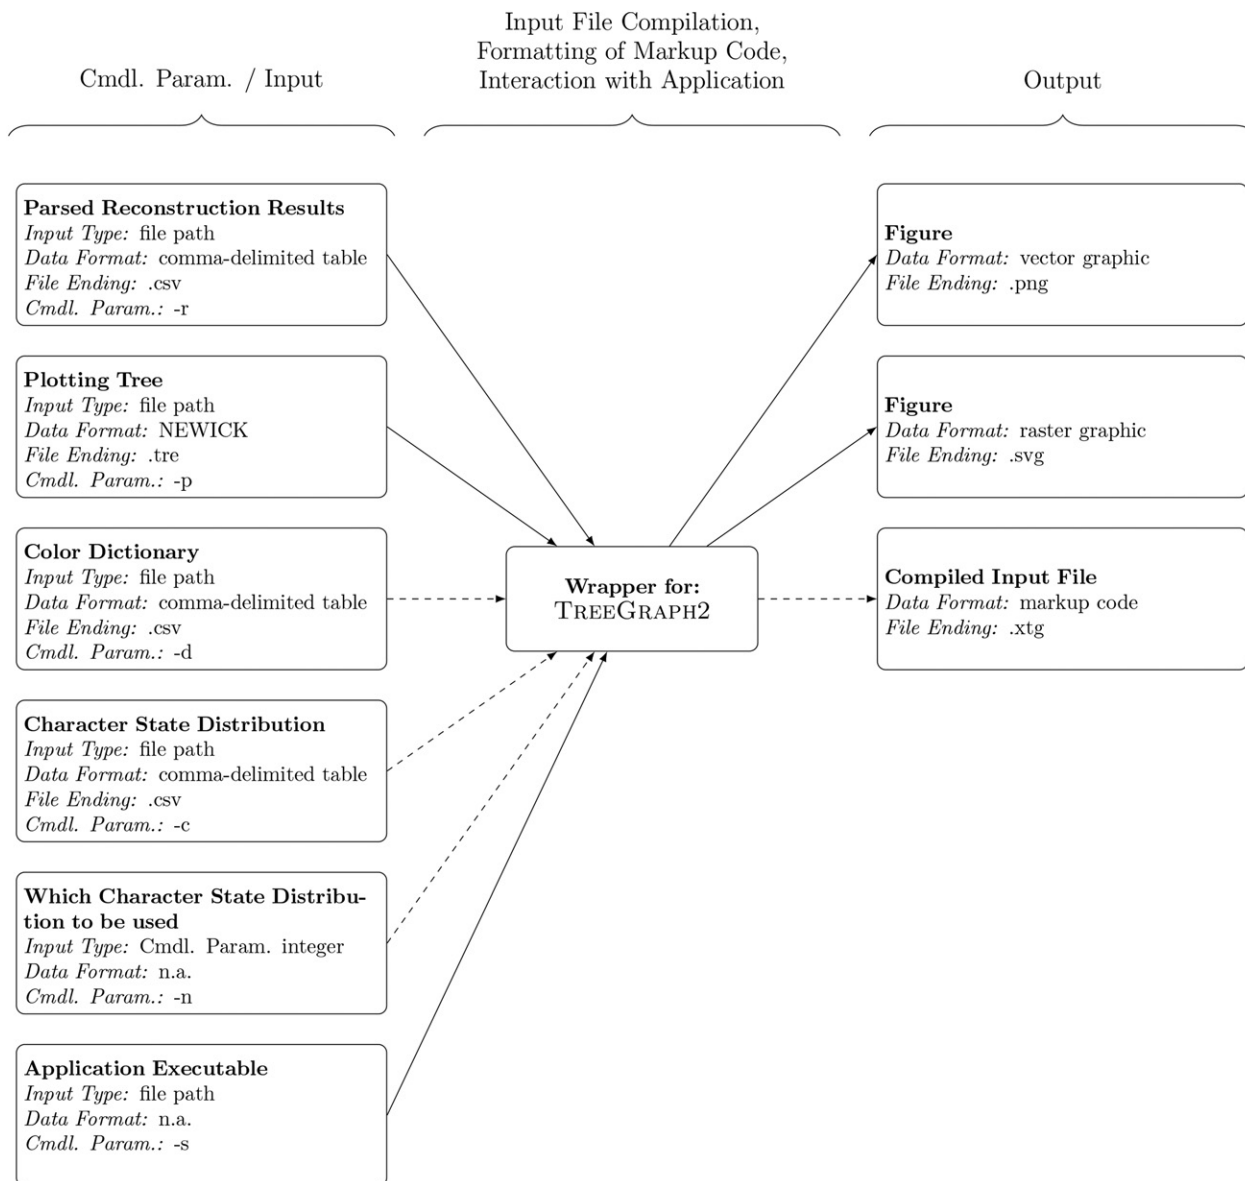 Cmdl. Param. / Input
Input File Compilation,
Formatting of Markup Code,
Interaction with Application
Output
Parsed Reconstruction Results
Input Type: file path
Data Format: comma-delimited table
File Ending: .csv
Cmdl. Param.: -r
Plotting Tree
Input Type: file path
Data Format: NEWICK
File Ending: .tre
Cmdl. Param.: -p
Color Dictionary
Input Type: file path
Data Format: comma-delimited table
File Ending: .csv
Cmdl. Param.: -d
Character State Distribution
Input Type: file path
Data Format: comma-delimited table
File Ending: .csv
Cmdl. Param.: -c
Which Character State Distribu-
tion to be used
Input Type: Cmdl. Param. integer
Data Format: n.a.
Cmdl. Param.: -n
Application Executable
Input Type: file path
Data Format: n.a.
Cmdl. Param.: -s
Wrapper for:
TREEGRAPH2
Figure
Data Format: vector graphic
File Ending: .png
Figure
Data Format: raster graphic
File Ending: .svg
Compiled Input File
Data Format: markup code
File Ending: .xtg